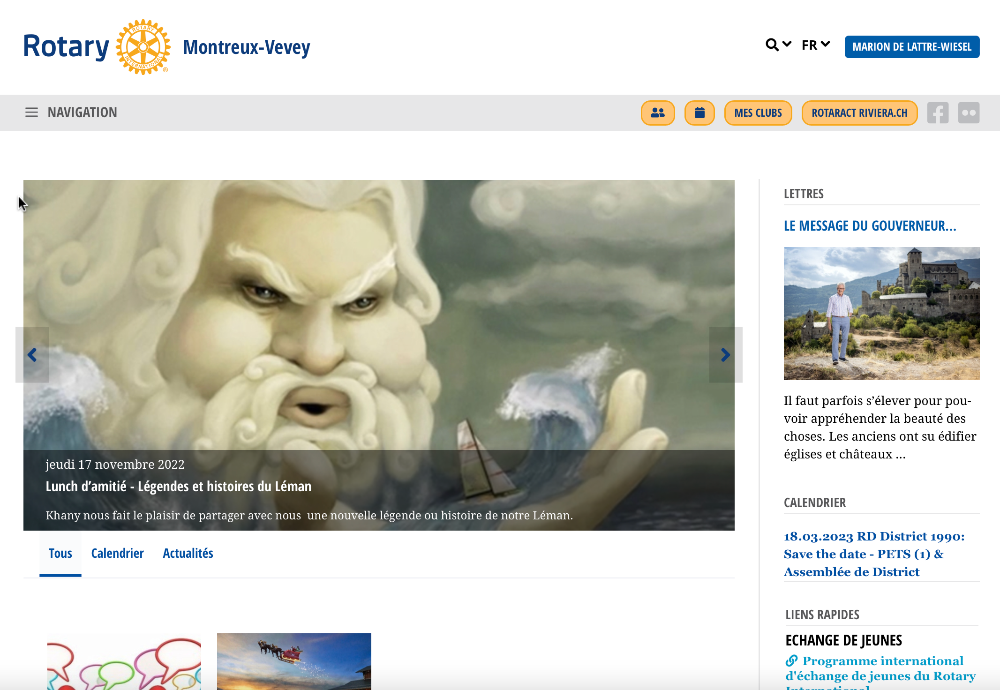 Rotary
ROTARY
INTERNATIONAL
®
Montreux-Vevey
FR
MARION DE LATTRE-WIESEL
NAVIGATION
MES CLUBS
ROTARACT RIVIERA.CH
jeudi 17 novembre 2022
Lunch d’amitié - Légendes et histoires du Léman
Khany nous fait le plaisir de partager avec nous  une nouvelle légende ou histoire de notre Léman.
Tous
Calendrier
Actualités
LETTRES
LE MESSAGE DU GOUVERNEUR...
Il faut parfois s’élever pour pou-
voir appréhender la beauté des
choses. Les anciens ont su édifier
églises et châteaux ...
CALENDRIER
18.03.2023 RD District 1990:
Save the date - PETS (1) &
Assemblée de District
LIENS RAPIDES
ECHANGE DE JEUNES
Programme international
d'échange de jeunes du Rotary
International